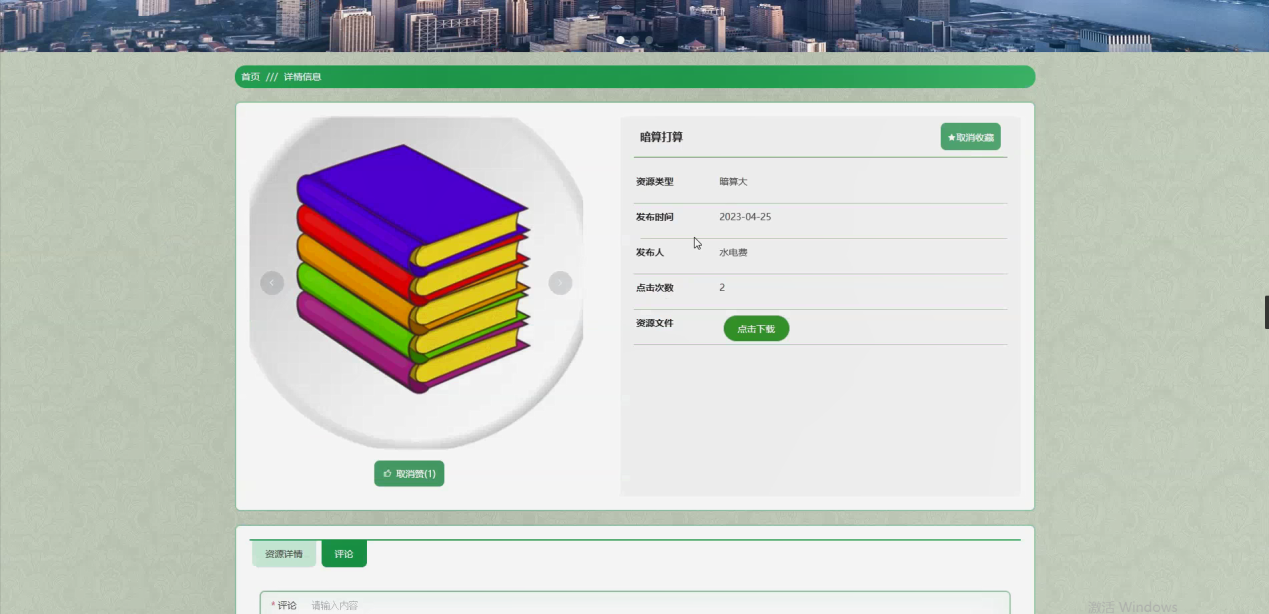 首页 /// 详情信息
暗算打算
★取消收藏
资源类型 暗算大
发布时间 2023-04-25
发布人 水电费
点击次数 2
资源文件 点击下载
取消赞(1)
资源详情 评论
* 评论 请输入内容
激活 Windows